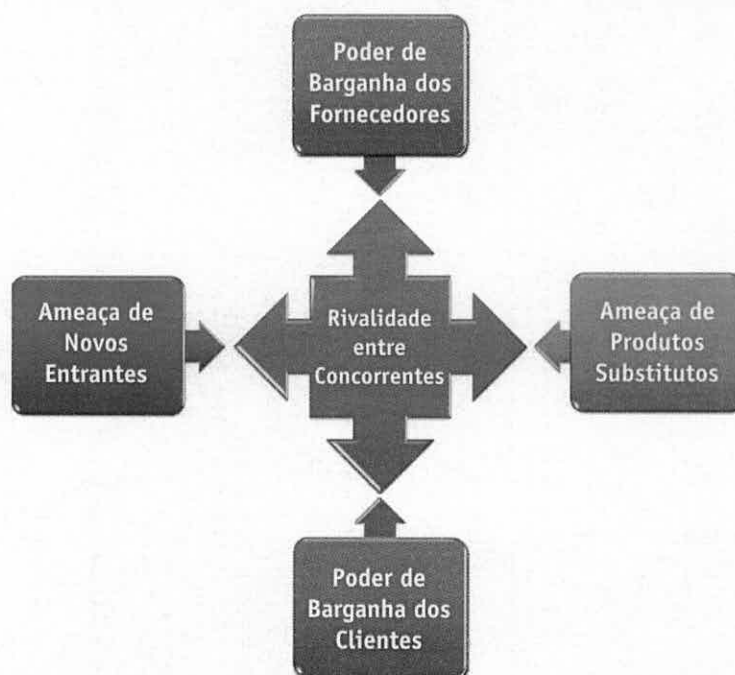 Poder de
Barganha dos
Fornecedores
Ameaça de
Novos
Entrantes
Rivalidade
entre
Concorrentes
Ameaça de
Produtos
Substitutos
Poder de
Barganha dos
Clientes